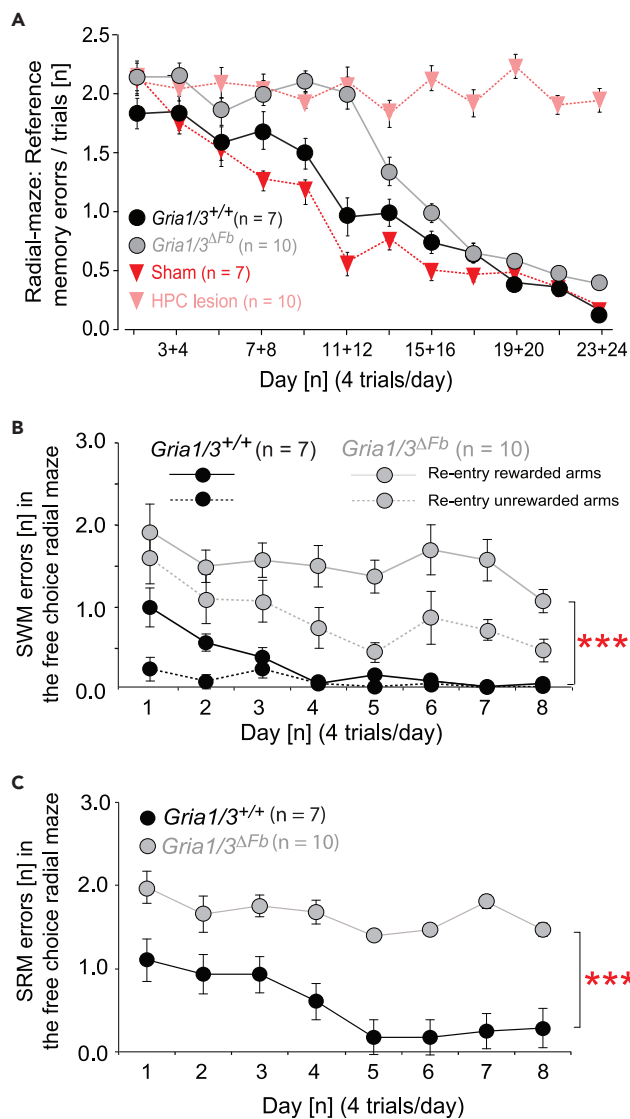 A
Radial-maze: Reference
memory erorrs / trials [n]
2.5
2.0
1.5
1.0
0.5
0.0
Gria1/3+/+ (n = 7)
Gria1/3ΔFb (n = 10)
Sham (n = 7)
HPC lesion (n = 10)
3+4 7+8 11+12 15+16 19+20 23+24
Day [n] (4 trials/day)
B
SWM errors [n] in
the free choice radial maze
3.0
2.0
1.0
0.0
Gria1/3+/+ (n = 7) Gria1/3ΔFb (n = 10)
Re-entry rewarded arms
Re-entry unrewarded arms
***
1 2 3 4 5 6 7 8
Day [n] (4 trials/day)
C
SRM errors [n] in
the free choice radial maze
3.0
2.0
1.0
0.0
Gria1/3+/+ (n = 7)
Gria1/3ΔFb (n = 10)
***
1 2 3 4 5 6 7 8
Day [n] (4 trials/day)